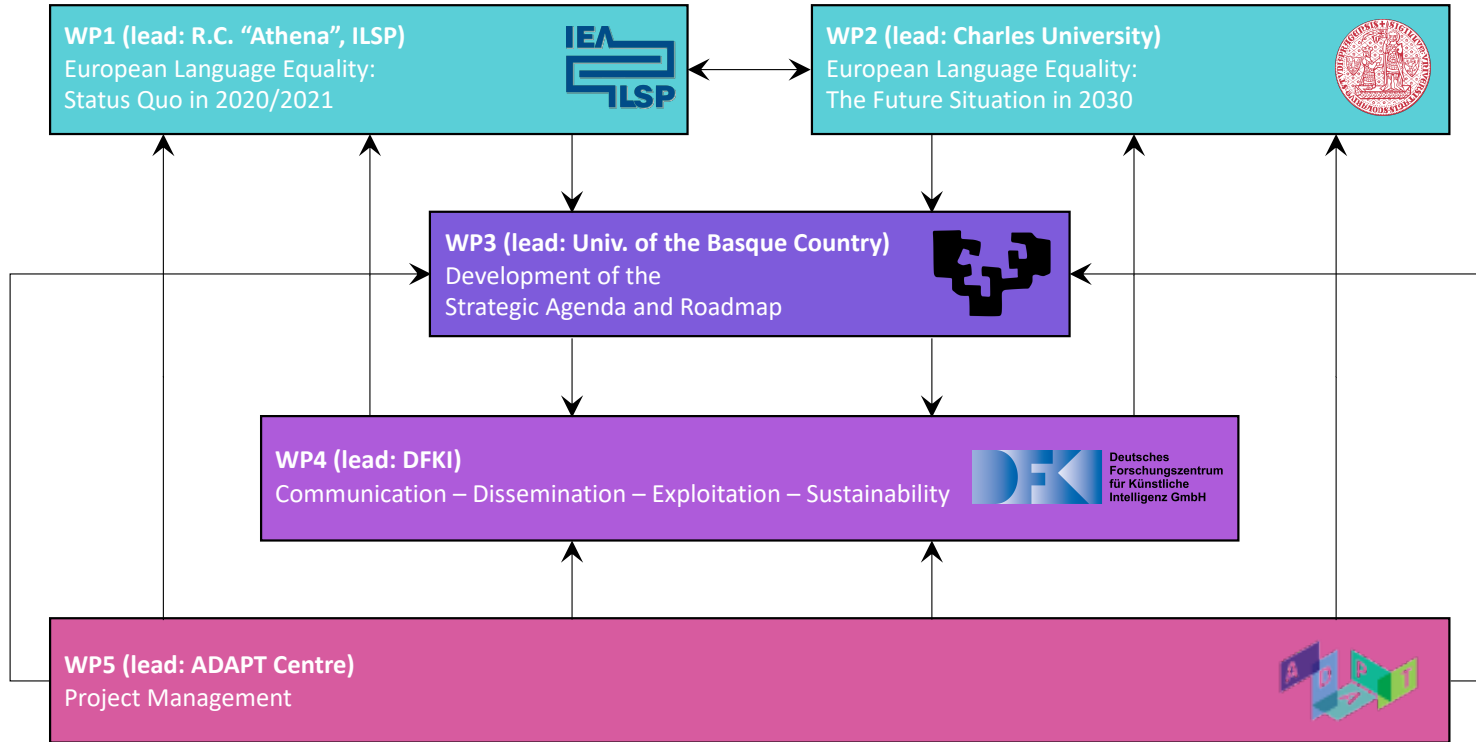 WP1 (lead: R.C. “Athena”, ILSP)
European Language Equality:
Status Quo in 2020/2021
ILSP
WP2 (lead: Charles University)
European Language Equality:
The Future Situation in 2030
WP3 (lead: Univ. of the Basque Country)
Development of the
Strategic Agenda and Roadmap
WP4 (lead: DFKI)
Communication – Dissemination – Exploitation – Sustainability
DFKI
Deutsches
Forschungszentrum
für Künstliche
Intelligenz GmbH
WP5 (lead: ADAPT Centre)
Project Management
ADAPT